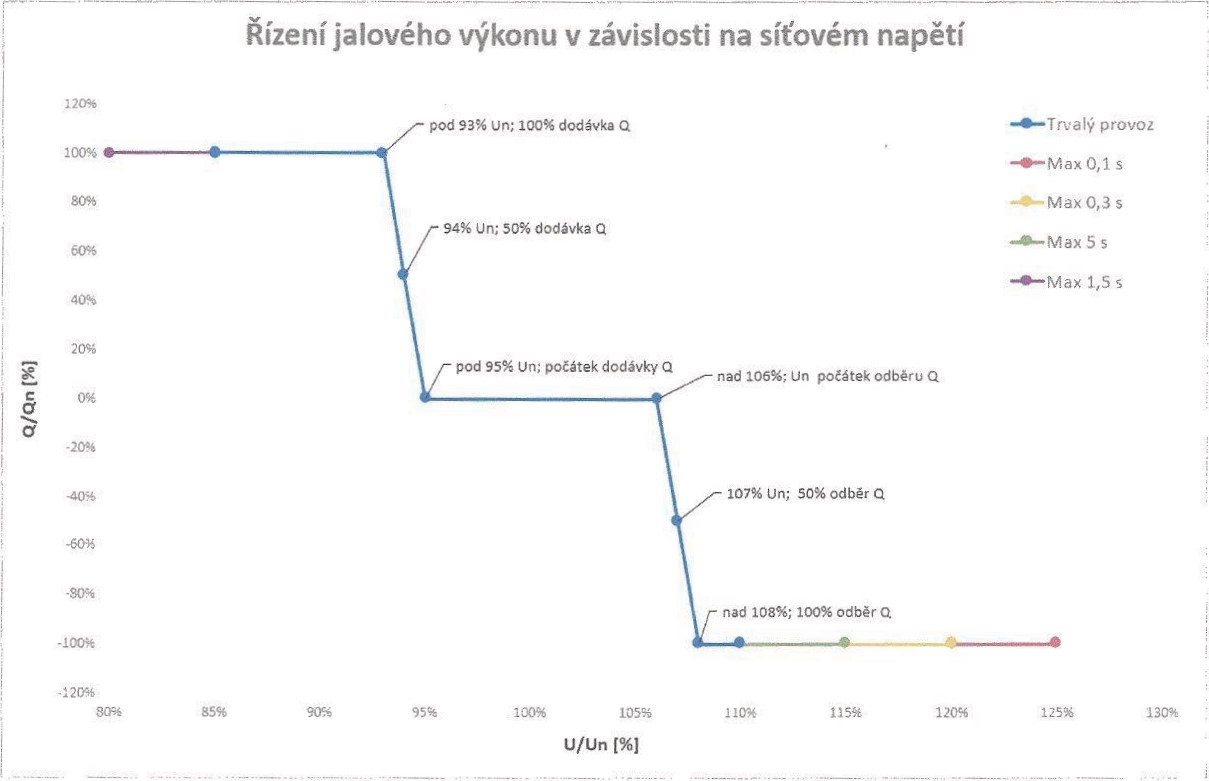 Řízení jalového výkonu v závislosti na síťovém napětí
120%
100%
80%
60%
40%
20%
0%
-20%
-40%
-60%
-80%
-100%
-120%
Q/Qn [%]
pod 93% Un; 100% dodávka Q
94% Un; 50% dodávka Q
pod 95% Un; počátek dodávky Q
nad 106%; Un počátek odběru Q
107% Un; 50% odběr Q
nad 108%; 100% odběr Q
Trvalý provoz
Max 0,1 s
Max 0,3 s
Max 5 s
Max 1,5 s
80% 85% 90% 95% 100% 105% 110% 115% 120% 125% 130%
U/Un [%]